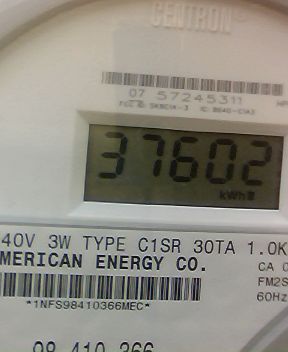 CENTRON
07 57245311
37602
kWh
40V 3W TYPE C1SR 30TA 1.0K
MERICAN ENERGY CO.
CA 0
FM2S
*1NFS98410366MEC*
60Hz
98 410 366